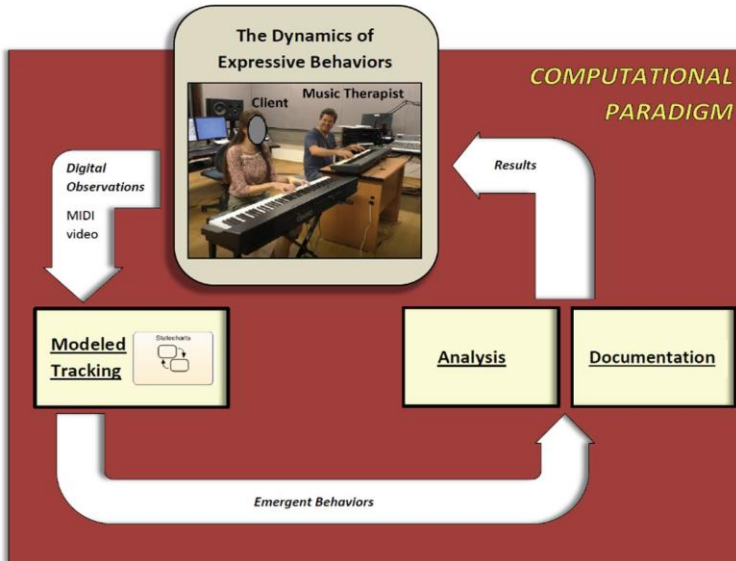 The Dynamics of
Expressive Behaviors
Client
Music Therapist
COMPUTATIONAL
PARADIGM
Digital
Observations
MIDI
video
Results
Modeled
Tracking
Statecharts
Analysis
Documentation
Emergent Behaviors